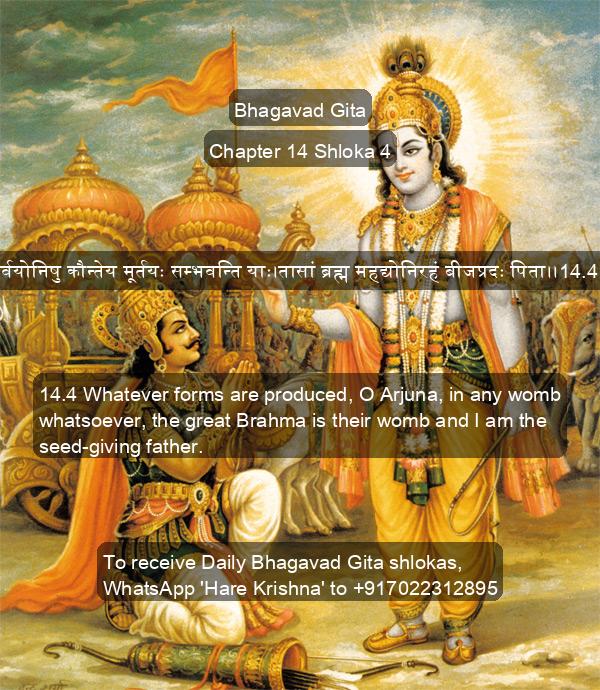 Bhagavad Gita
Chapter 14 Shloka 4
र्वयोनिषु कौन्तेय मूर्तयः सम्भवन्ति याः।तासां ब्रह्म महद्योनिरहं बीजप्रदः पिता।।14.4
14.4 Whatever forms are produced, O Arjuna, in any womb
whatsoever, the great Brahma is their womb and I am the
seed-giving father.
To receive Daily Bhagavad Gita shlokas,
WhatsApp 'Hare Krishna' to +917022312895